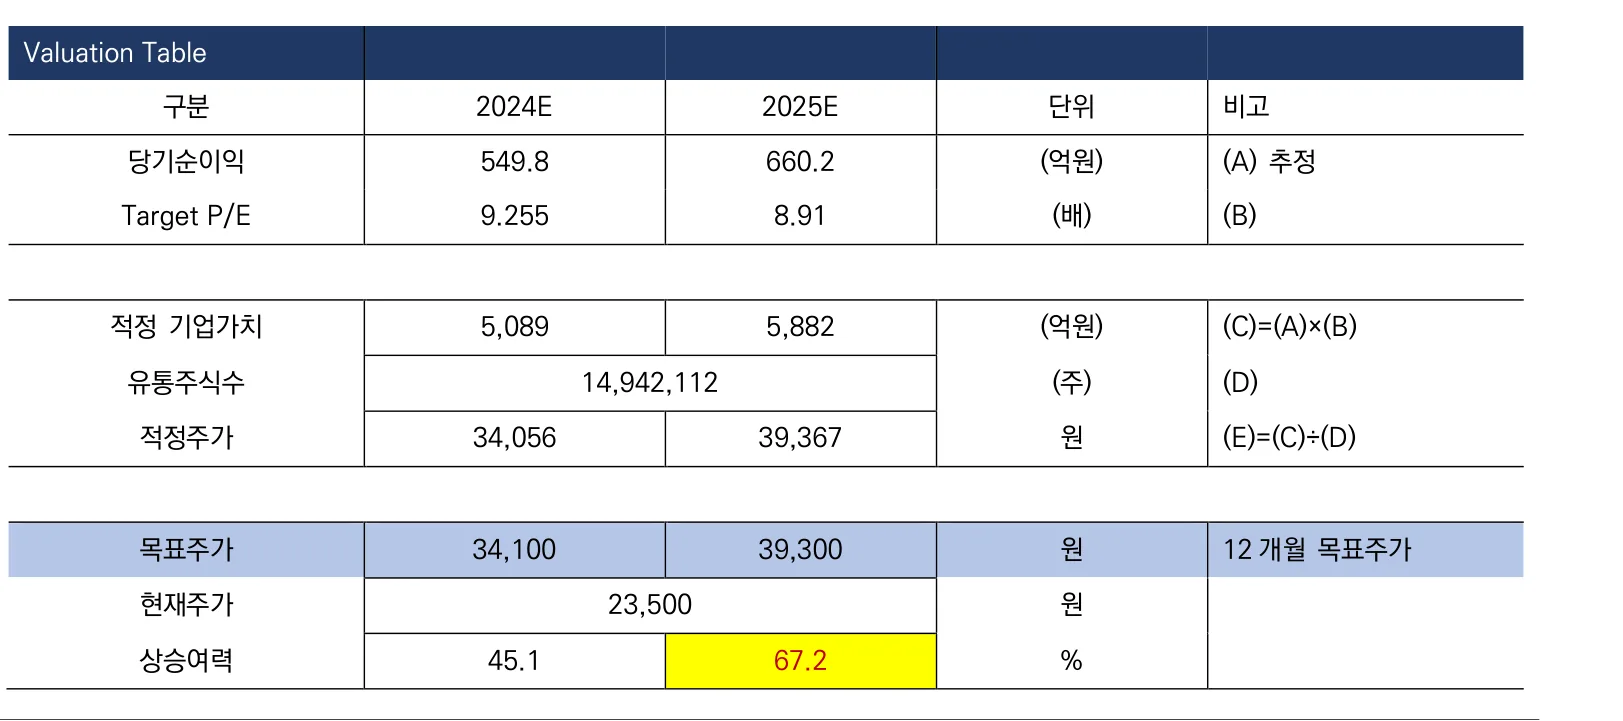 Valuation Table
구분 2024E 2025E 단위 비고
당기순이익 549.8 660.2 (억원) (A) 추정
Target P/E 9.255 8.91 (배) (B)
적정 기업가치 5,089 5,882 (억원) (C)=(A)×(B)
유통주식수 14,942,112 (주) (D)
적정주가 34,056 39,367 원 (E)=(C)÷(D)
목표주가 34,100 39,300 원 12개월 목표주가
현재주가 23,500 원
상승여력 45.1 67.2 %